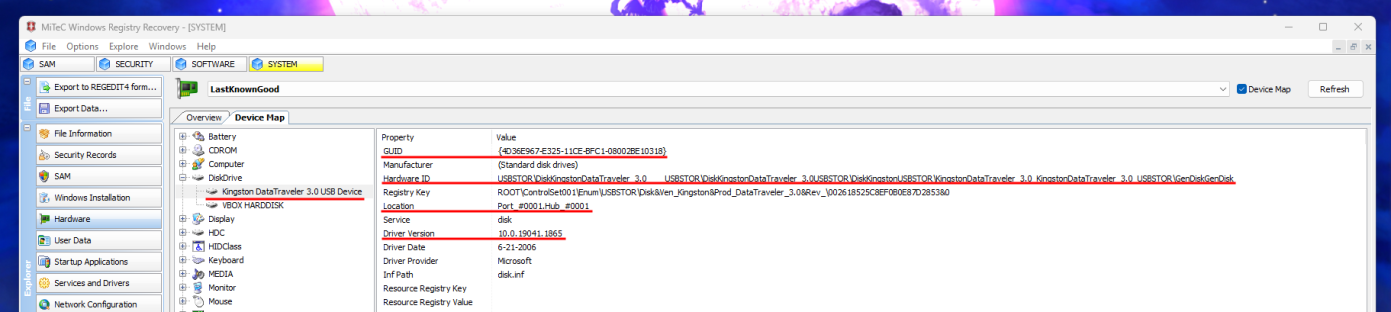 MiTeC Windows Registry Recovery - [SYSTEM]
File Options Explore Windows Help
SAM SECURITY SOFTWARE SYSTEM
File
Export to REGEDIT4 form...
Export Data...
LastKnownGood Device Map Refresh
Overview Device Map
Explorer
File Information
Security Records
SAM
Windows Installation
Hardware
User Data
Startup Applications
Services and Drivers
Network Configuration
Battery
CDROM
Computer
DiskDrive
Kingston DataTraveler 3.0 USB Device
VBOX HARDDISK
Display
HDC
HIDClass
Keyboard
MEDIA
Monitor
Mouse
Property Value
GUID {4D36E967-E325-11CE-BFC1-08002BE10318}
Manufacturer (Standard disk drives)
Hardware ID USBSTOR\DiskKingstonDataTraveler_3.0 USBSTOR\DiskKingstonDataTraveler_3.0USBSTOR\DiskKingstonUSBSTOR\KingstonDataTraveler_3.0 KingstonDataTraveler_3.0 USBSTOR\GenDiskGenDisk
Registry Key ROOT\ControlSet001\Enum\USBSTOR\Disk&Ven_Kingston&Prod_DataTraveler_3.0&Rev_\002618525C8EF0B0E87D2853&0
Location Port_#0001.Hub_#0001
Service disk
Driver Version 10.0.19041.1865
Driver Date 6-21-2006
Driver Provider Microsoft
Inf Path disk.inf
Resource Registry Key
Resource Registry Value